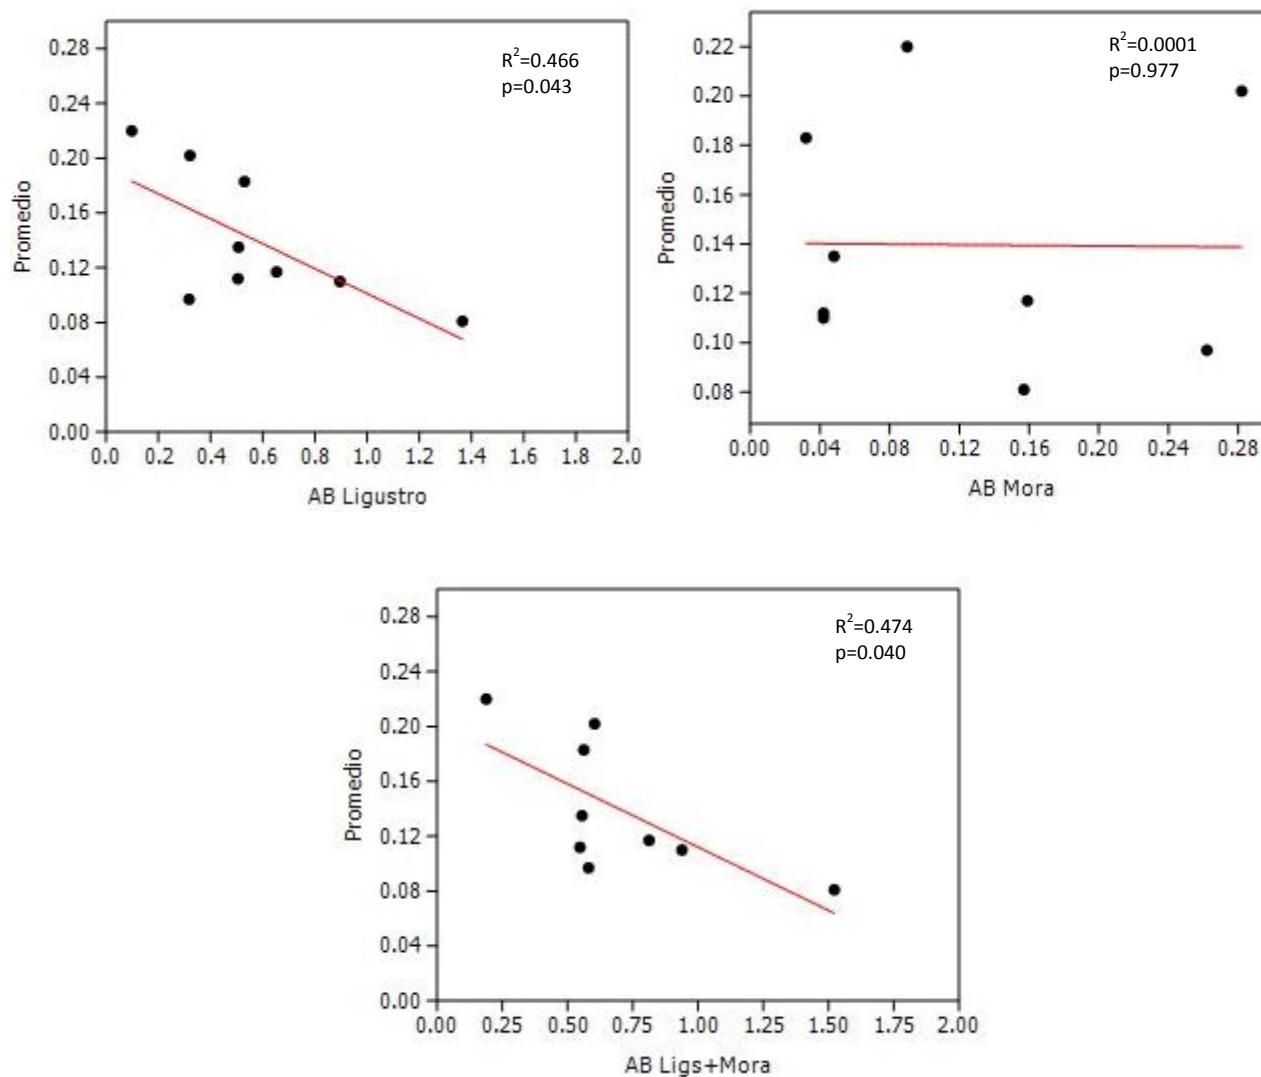 R²=0.466
p=0.043
0.28
0.24
0.20
0.16
0.12
0.08
0.04
0.00
Promedio
0.0 0.2 0.4 0.6 0.8 1.0 1.2 1.4 1.6 1.8 2.0
AB Ligustro
R²=0.0001
p=0.977
0.22
0.20
0.18
0.16
0.14
0.12
0.10
0.08
Promedio
0.00 0.04 0.08 0.12 0.16 0.20 0.24 0.28
AB Mora
R²=0.474
p=0.040
0.28
0.24
0.20
0.16
0.12
0.08
0.04
0.00
Promedio
0.00 0.25 0.50 0.75 1.00 1.25 1.50 1.75 2.00
AB Ligs+Mora